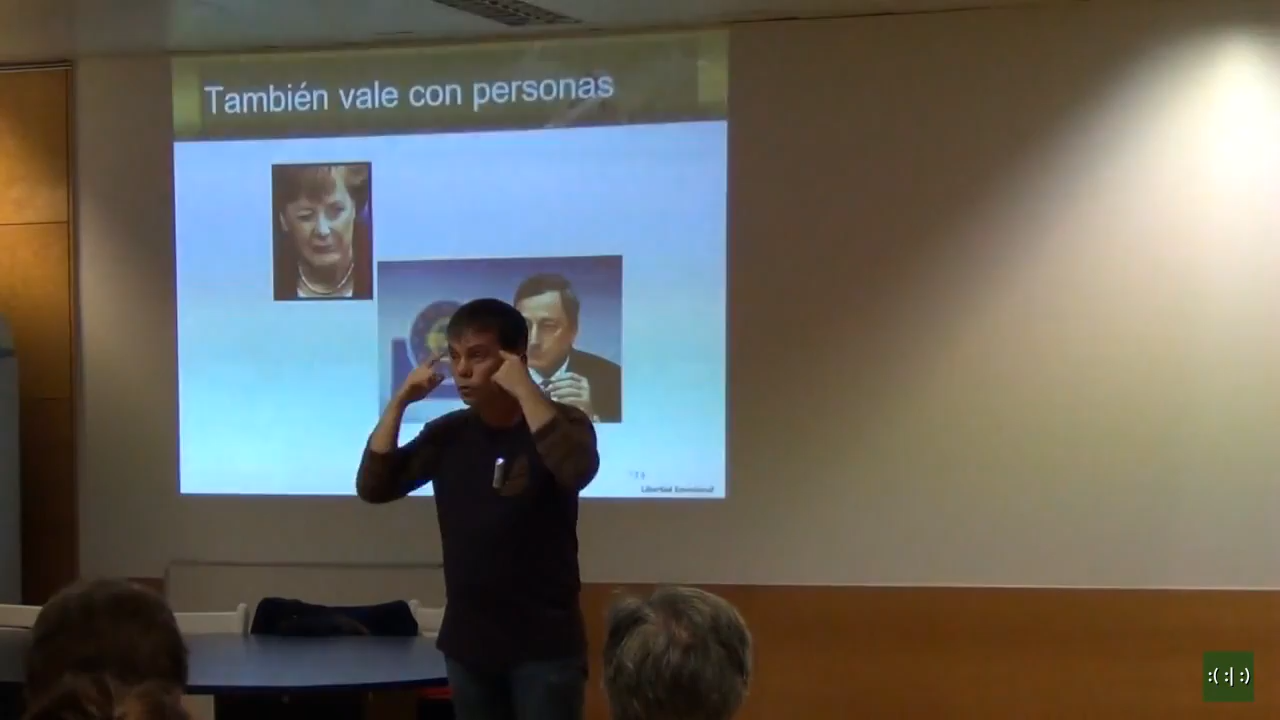 También vale con personas
Libertad Emocional
:( :| :)